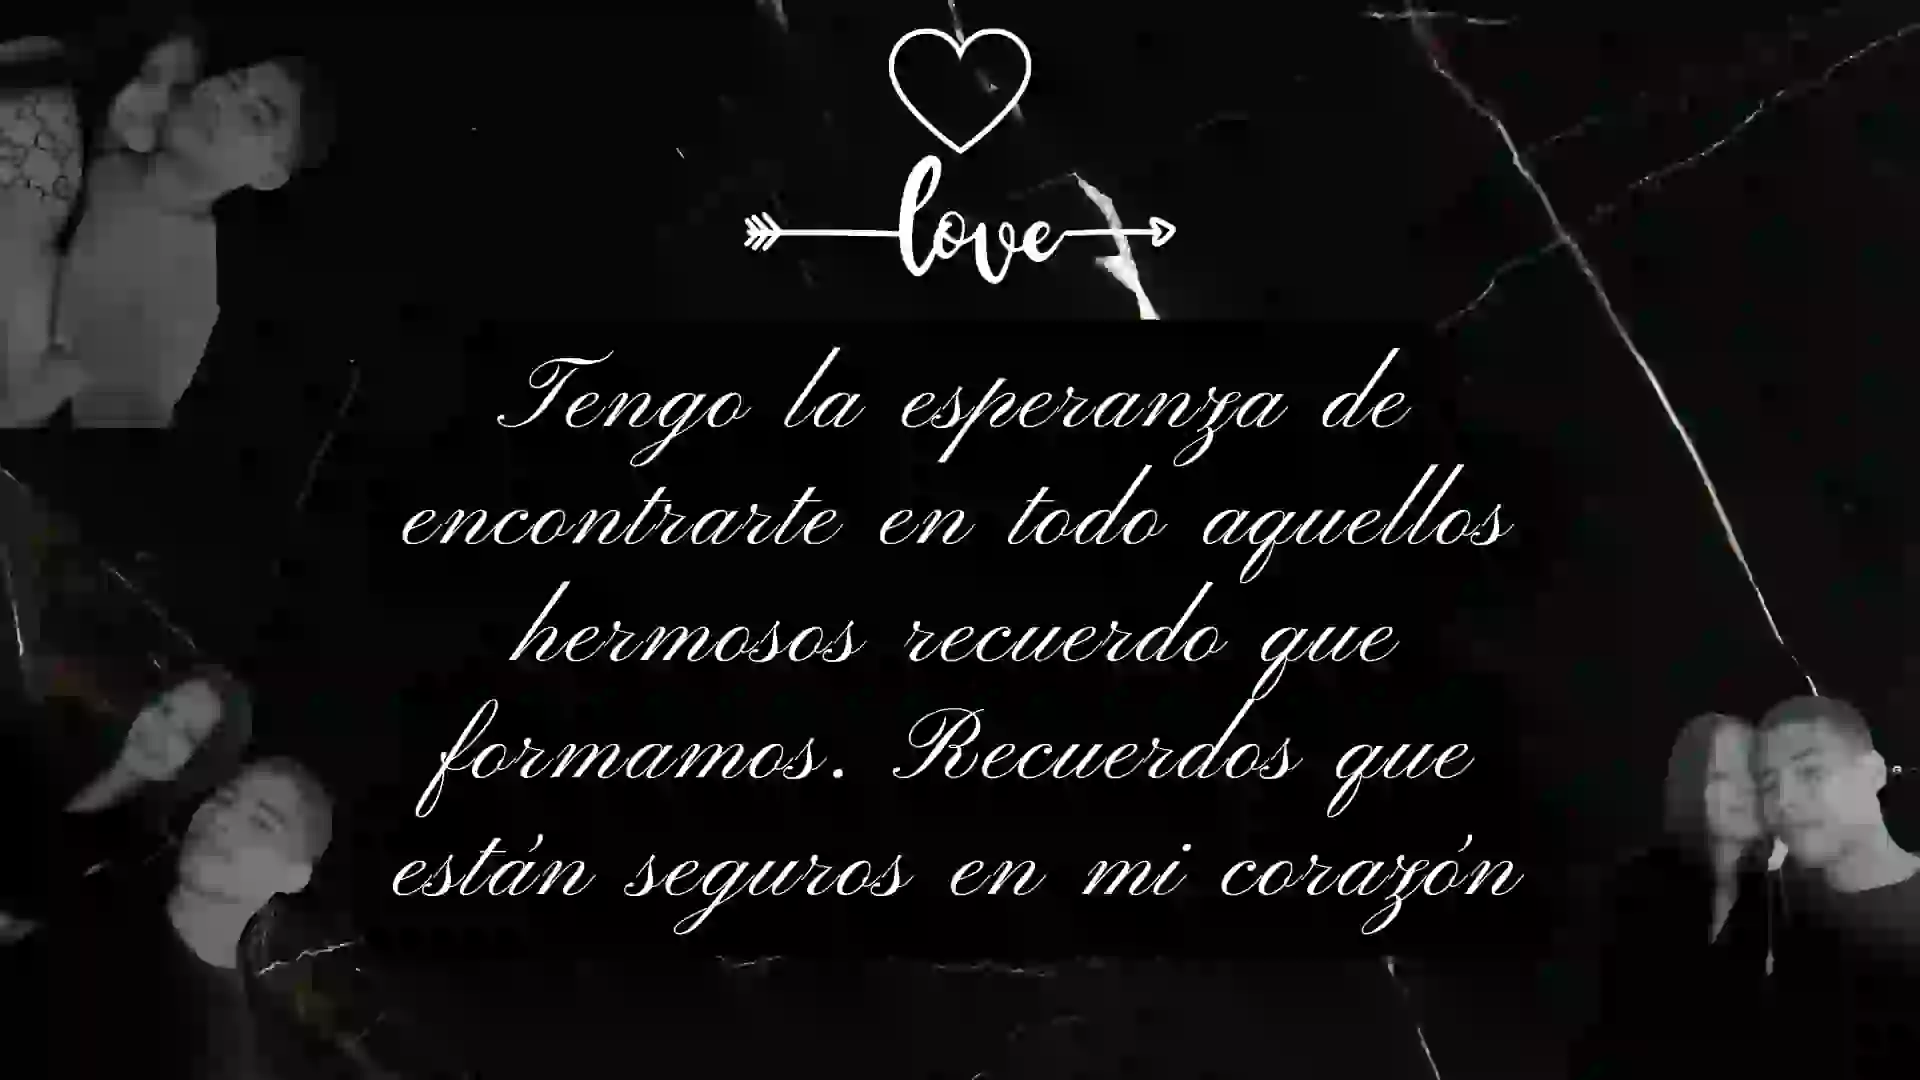 love
Tengo la esperanza de
encontrarte en todo aquellos
hermosos recuerdo que
formamos. Recuerdos que
están seguros en mi corazón